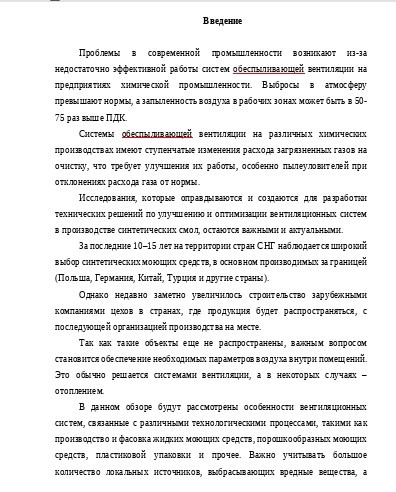 Введение
Проблемы в современной промышленности возникают из-за
недостаточно эффективной работы систем обеспыливающей вентиляции на
предприятиях химической промышленности. Выбросы в атмосферу
превышают нормы, а запыленность воздуха в рабочих зонах может быть в 50-
75 раз выше ПДК.
Системы обеспыливающей вентиляции на различных химических
производствах имеют ступенчатые изменения расхода загрязненных газов на
очистку, что требует улучшения их работы, особенно пылеуловителей при
отклонениях расхода газа от нормы.
Исследования, которые оправдываются и создаются для разработки
технических решений по улучшению и оптимизации вентиляционных систем
в производстве синтетических смол, остаются важными и актуальными.
За последние 10–15 лет на территории стран СНГ наблюдается широкий
выбор синтетических моющих средств, в основном производимых за границей
(Польша, Германия, Китай, Турция и другие страны).
Однако недавно заметно увеличилось строительство зарубежными
компаниями цехов в странах, где продукция будет распространяться, с
последующей организацией производства на месте.
Так как такие объекты еще не распространены, важным вопросом
становится обеспечение необходимых параметров воздуха внутри помещений.
Это обычно решается системами вентиляции, а в некоторых случаях –
отоплением.
В данном обзоре будут рассмотрены особенности вентиляционных
систем, связанные с различными технологическими процессами, такими как
производство и фасовка жидких моющих средств, порошкообразных моющих
средств, пластиковой упаковки и прочее. Важно учитывать большое
количество локальных источников, выбрасывающих вредные вещества, а